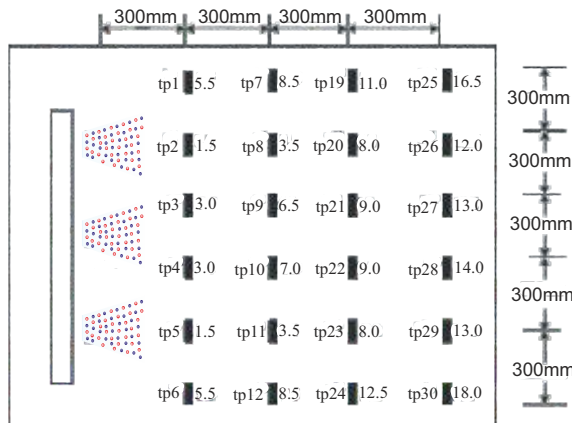 300mm 300mm 300mm 300mm
tp1 5.5 tp7 8.5 tp19 11.0 tp25 16.5
300mm
tp2 1.5 tp8 3.5 tp20 8.0 tp26 12.0
300mm
tp3 3.0 tp9 6.5 tp21 9.0 tp27 13.0
300mm
tp4 3.0 tp10 7.0 tp22 9.0 tp28 14.0
300mm
tp5 1.5 tp11 3.5 tp23 8.0 tp29 13.0
300mm
tp6 5.5 tp12 8.5 tp24 12.5 tp30 18.0